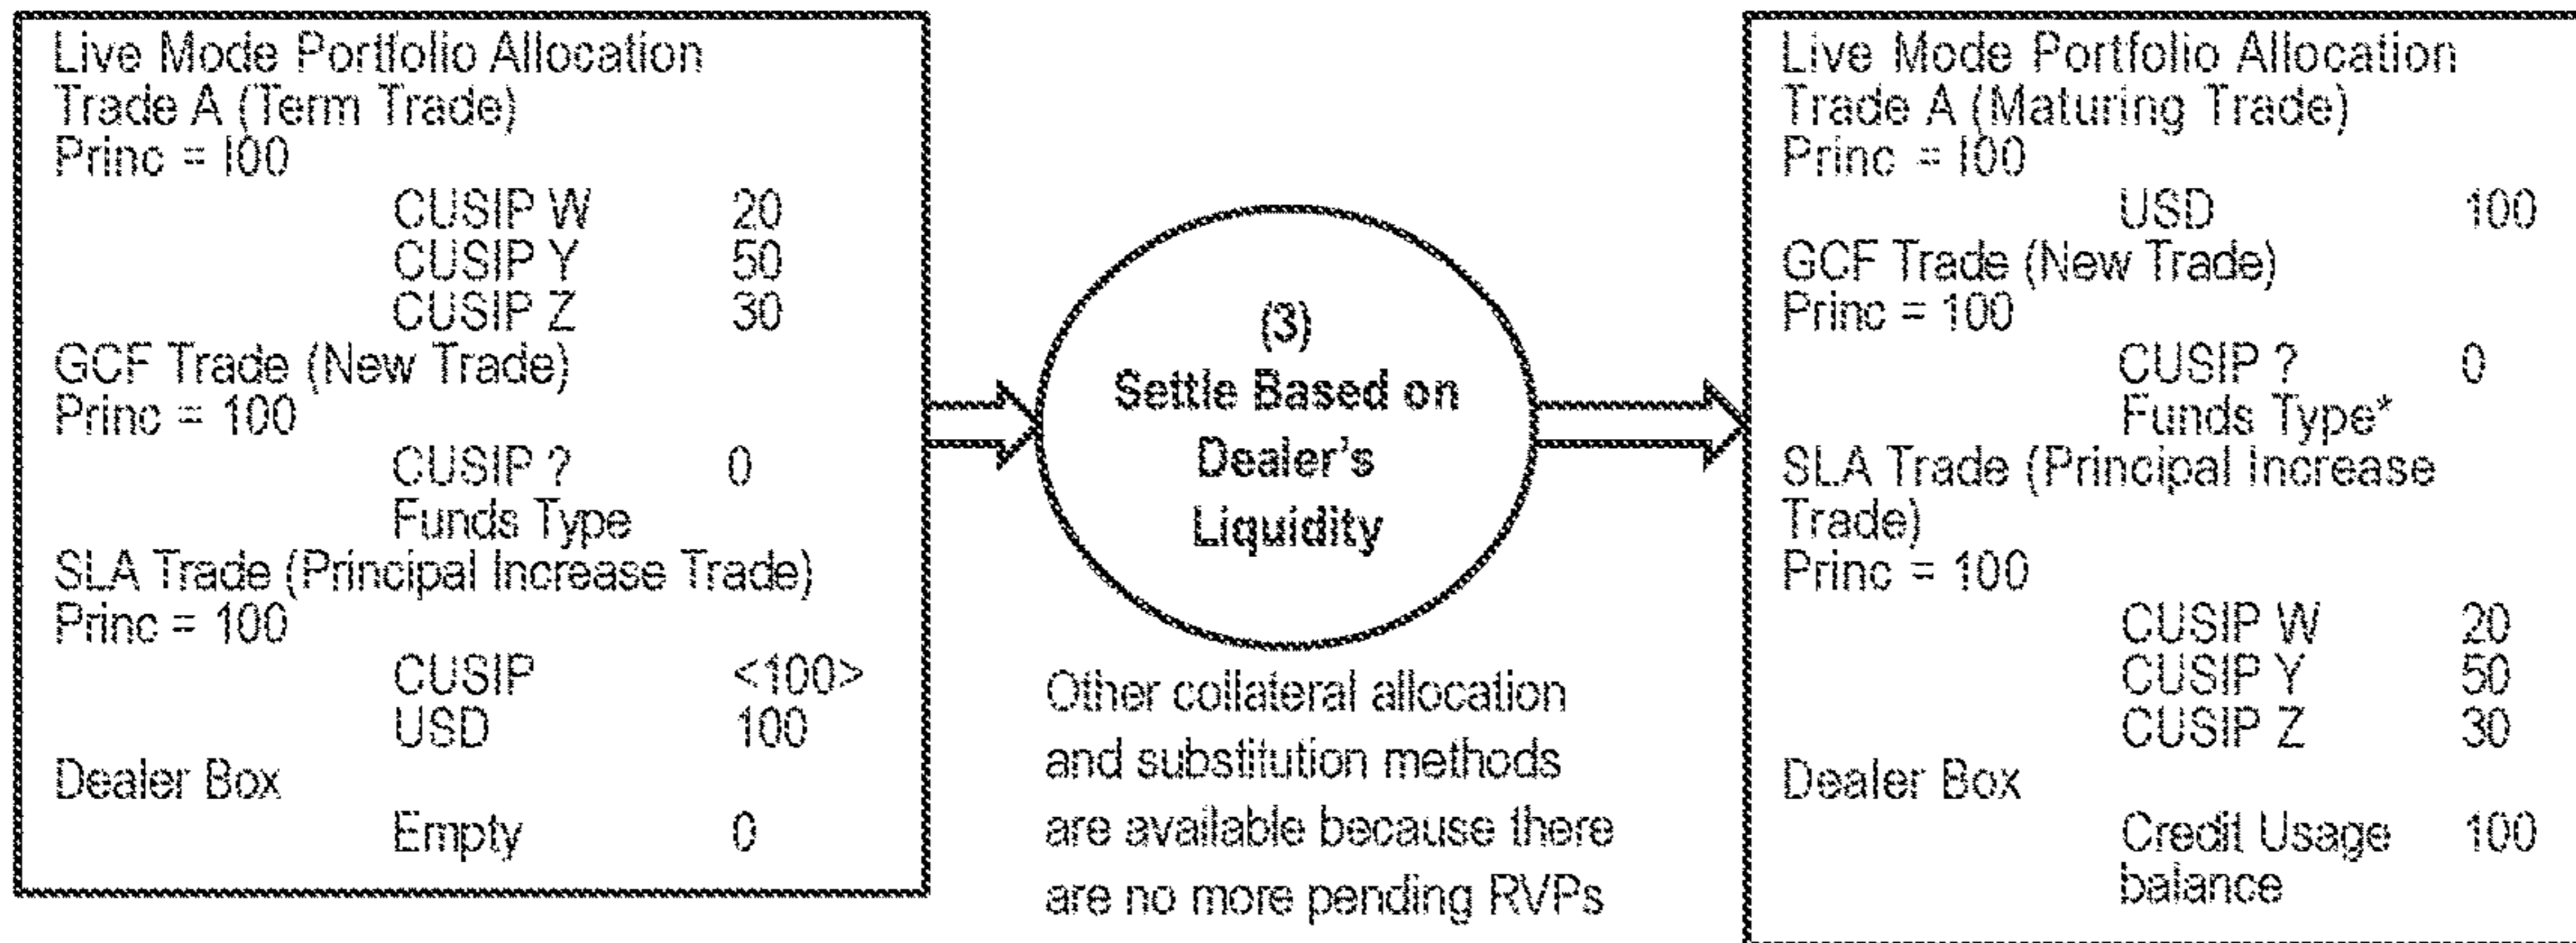 Live Mode Portfolio Allocation
Trade A (Term Trade)
Princ = I00
CUSIP W 20
CUSIP Y 50
CUSIP Z 30
GCF Trade (New Trade)
Princ = 100
CUSIP ? 0
Funds Type
SLA Trade (Principal Increase Trade)
Princ = 100
CUSIP <100>
USD 100
Dealer Box
Empty 0
(3)
Settle Based on
Dealer's
Liquidity
Other collateral allocation
and substitution methods
are available because there
are no more pending RVPs
Live Mode Portfolio Allocation
Trade A (Maturing Trade)
Princ = I00
USD 100
GCF Trade (New Trade)
Princ = 100
CUSIP ? 0
Funds Type*
SLA Trade (Principal Increase
Trade)
Princ = 100
CUSIP W 20
CUSIP Y 50
CUSIP Z 30
Dealer Box
Credit Usage 100
balance